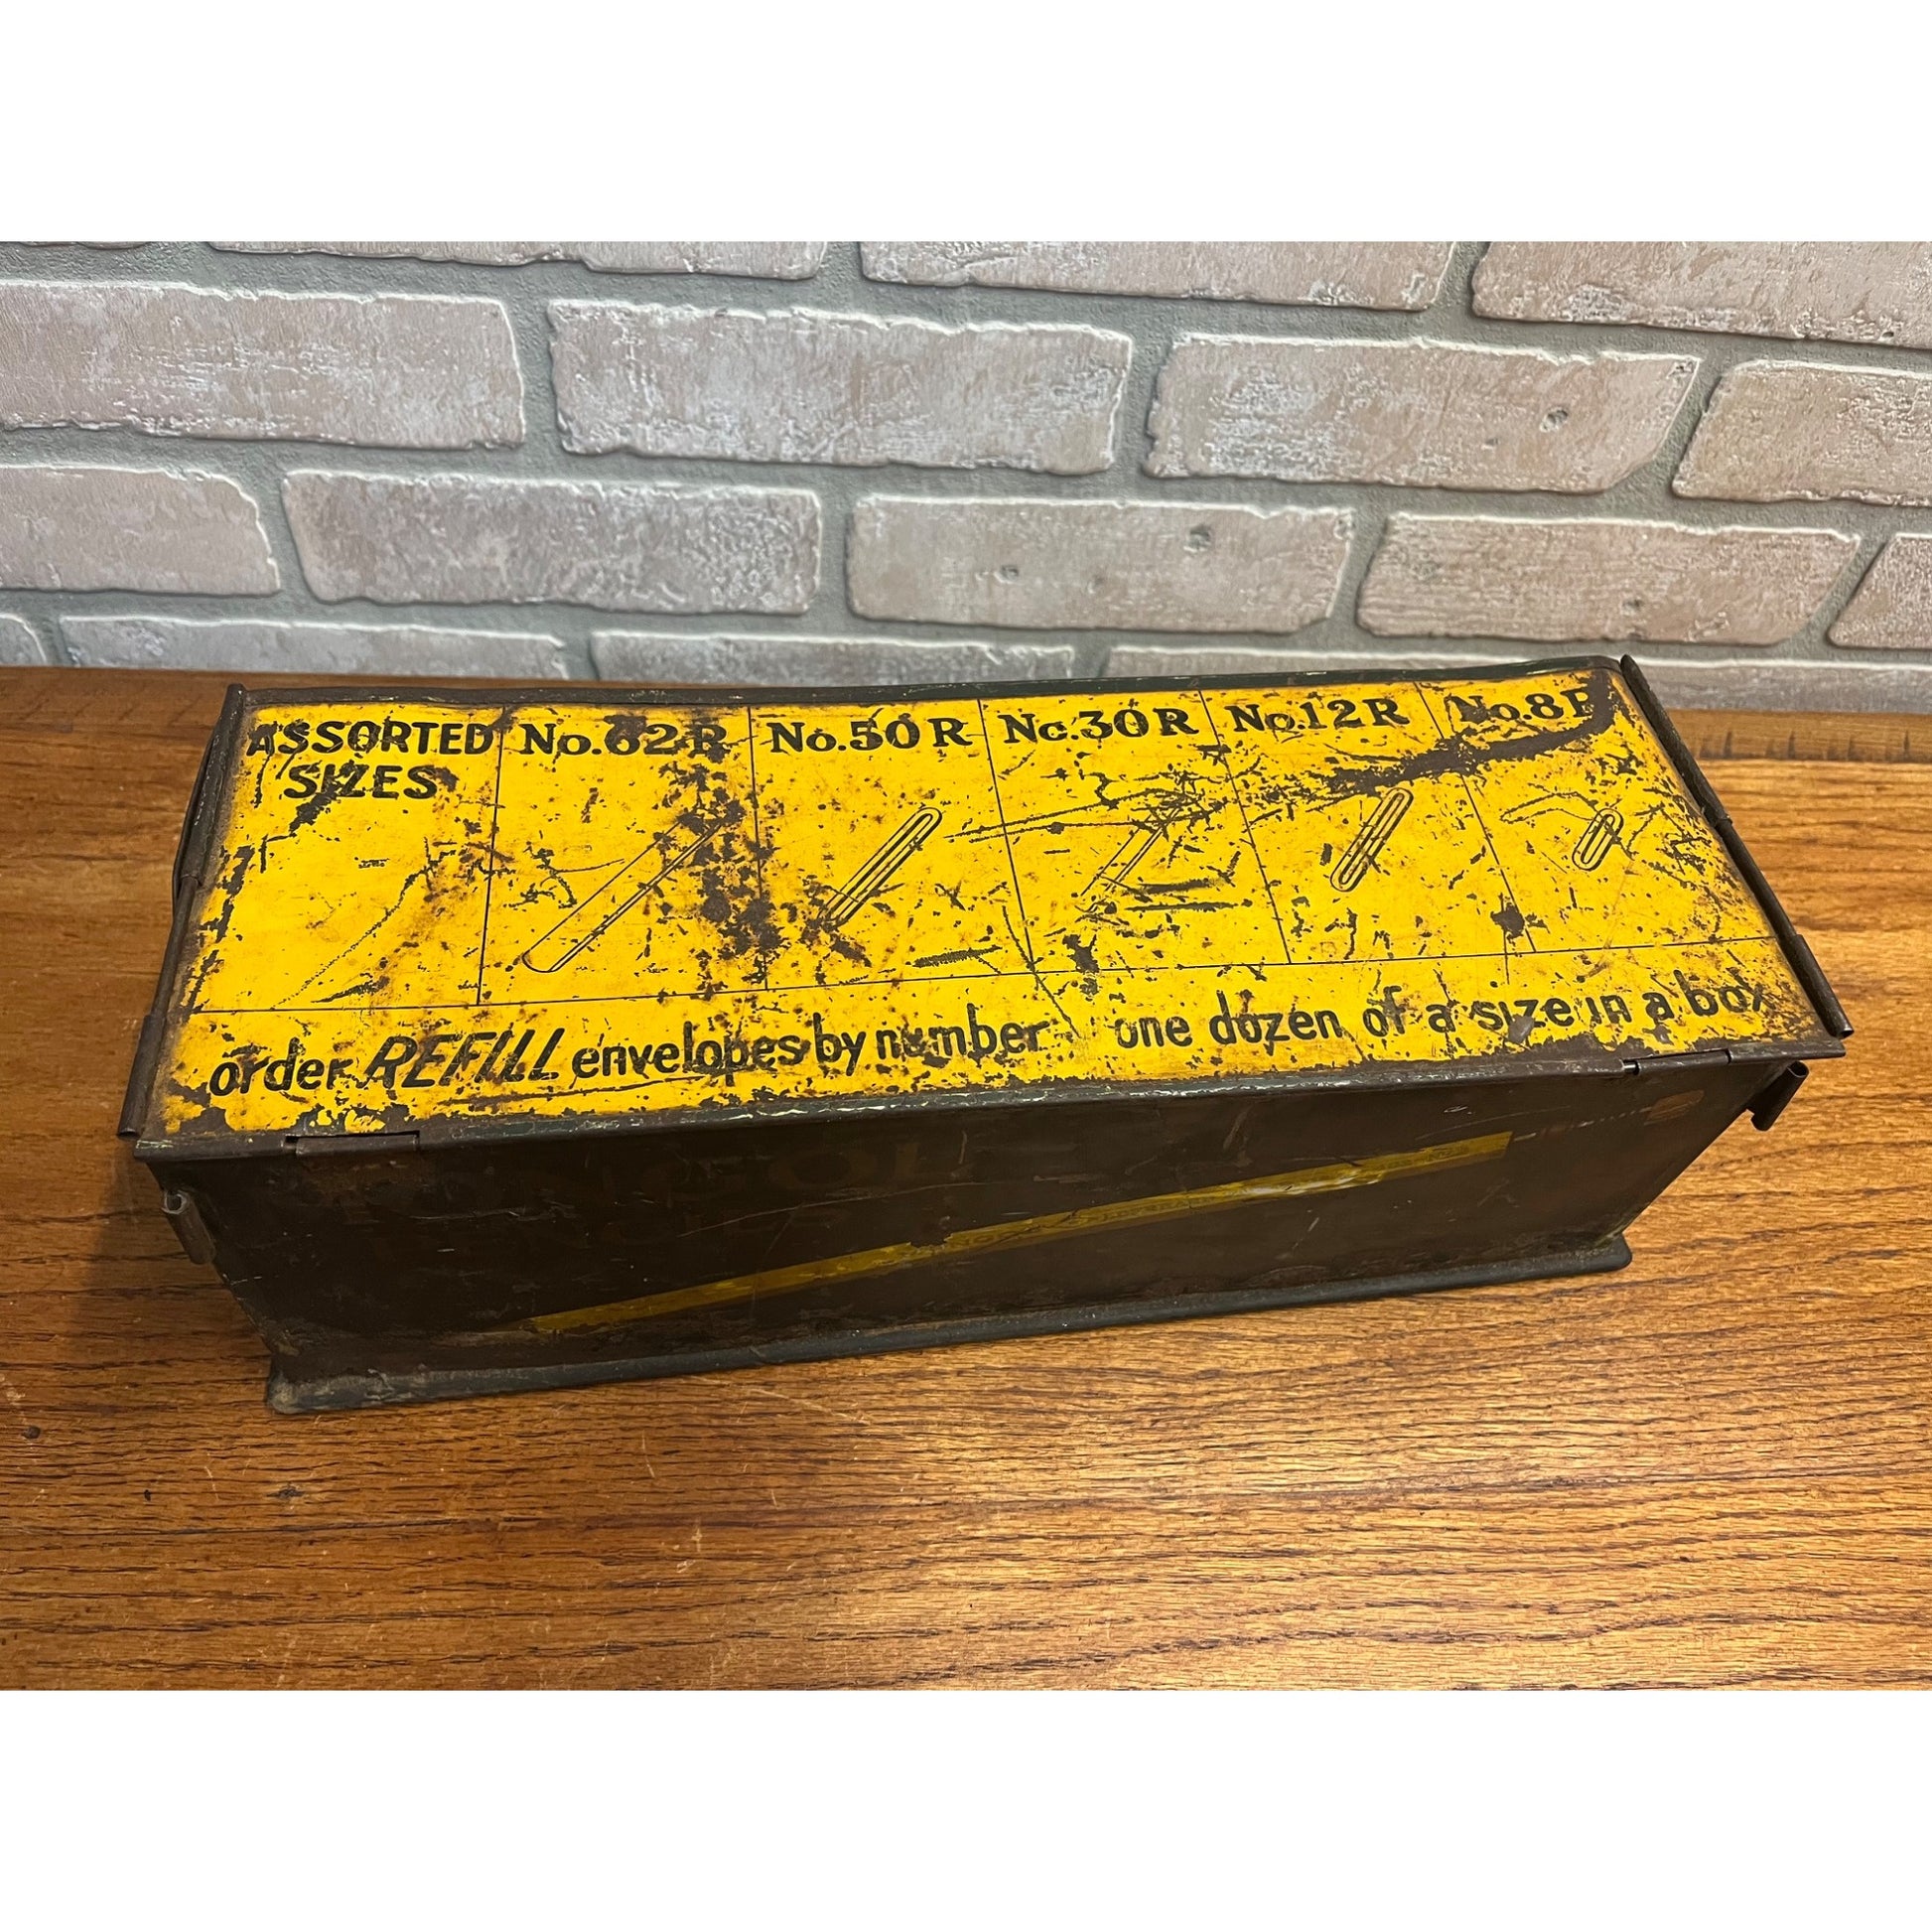 ASSORTED
SIZES
No.62R
No.50R
No.30R
No.12R
No.8R
order REFILL envelopes by number one dozen of a size in a box
MONGOL